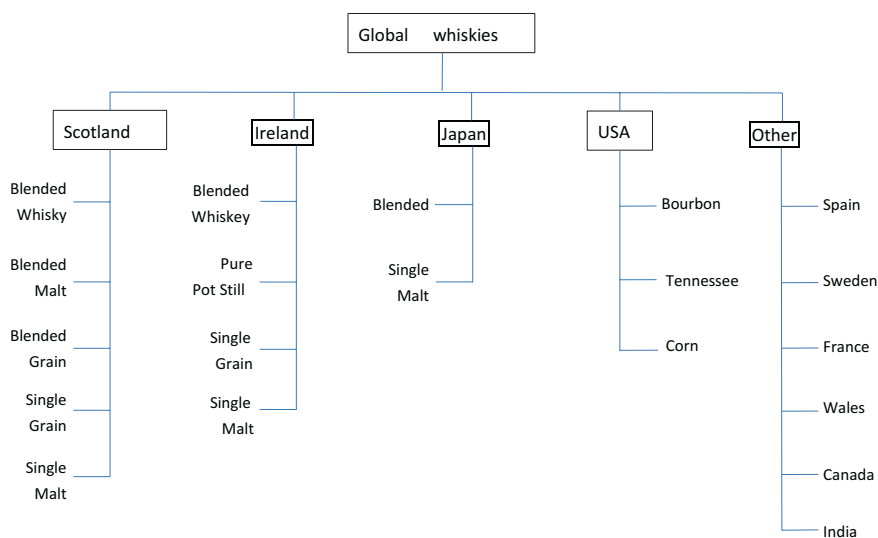 Global whiskies
Scotland
Blended
Whisky
Blended
Malt
Blended
Grain
Single
Grain
Single
Malt
Ireland
Blended
Whiskey
Pure
Pot Still
Single
Grain
Single
Malt
Japan
Blended
Single
Malt
USA
Bourbon
Tennessee
Corn
Other
Spain
Sweden
France
Wales
Canada
India